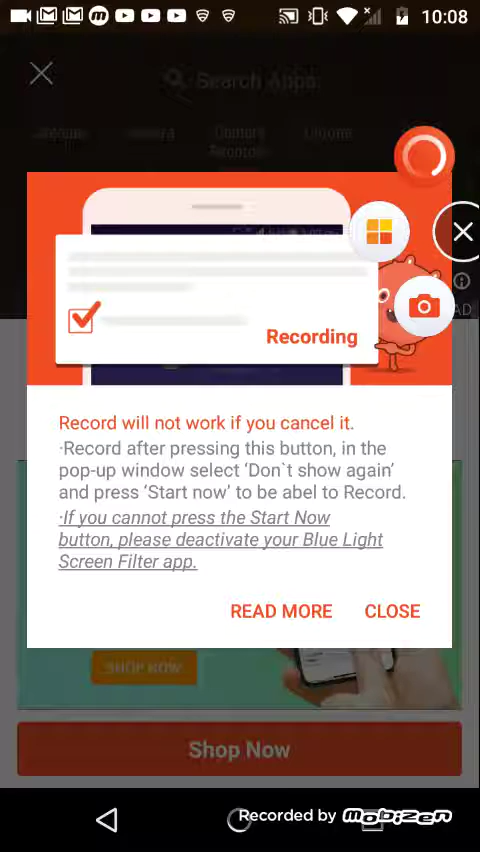 10:08
Search Apps
Recording
AD
Record will not work if you cancel it.
·Record after pressing this button, in the
pop-up window select ‘Don`t show again’
and press ‘Start now’ to be abel to Record.
·If you cannot press the Start Now
button, please deactivate your Blue Light
Screen Filter app.
READ MORE CLOSE
SHOP NOW
Shop Now
Recorded by mobizen